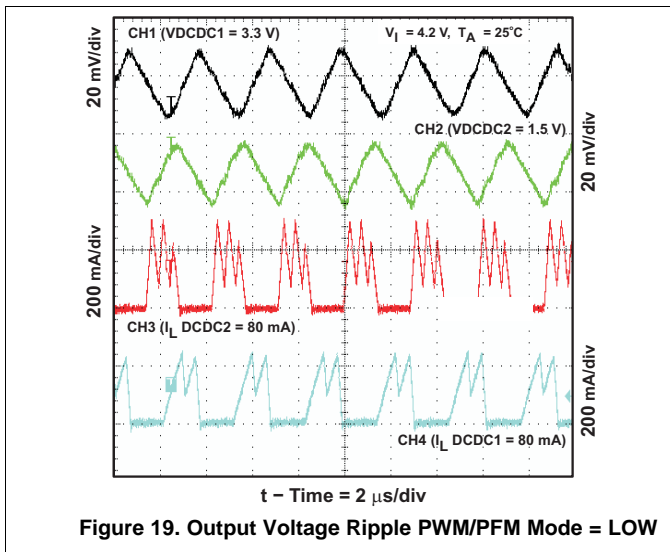 CH1 (VDCDC1 = 3.3 V)
V_I = 4.2 V, T_A = 25°C
20 mV/div
CH2 (VDCDC2 = 1.5 V)
20 mV/div
200 mA/div
CH3 (I_L DCDC2 = 80 mA)
200 mA/div
CH4 (I_L DCDC1 = 80 mA)
t – Time = 2 μs/div
Figure 19. Output Voltage Ripple PWM/PFM Mode = LOW